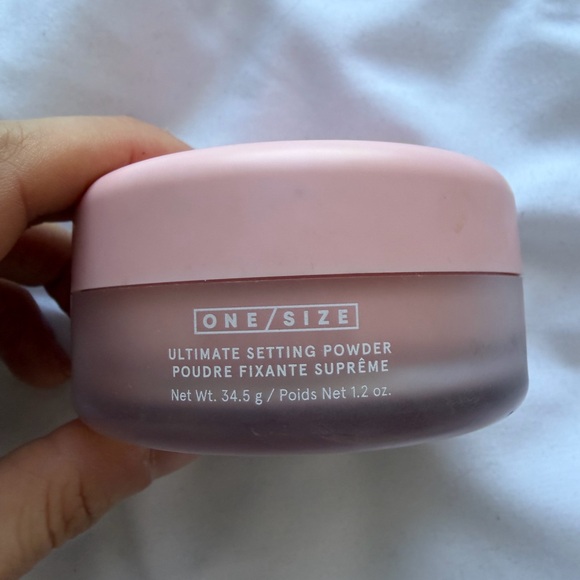 ONE/SIZE
ULTIMATE SETTING POWDER
POUDRE FIXANTE SUPRÊME
Net Wt. 34.5 g / Poids Net 1.2 oz.